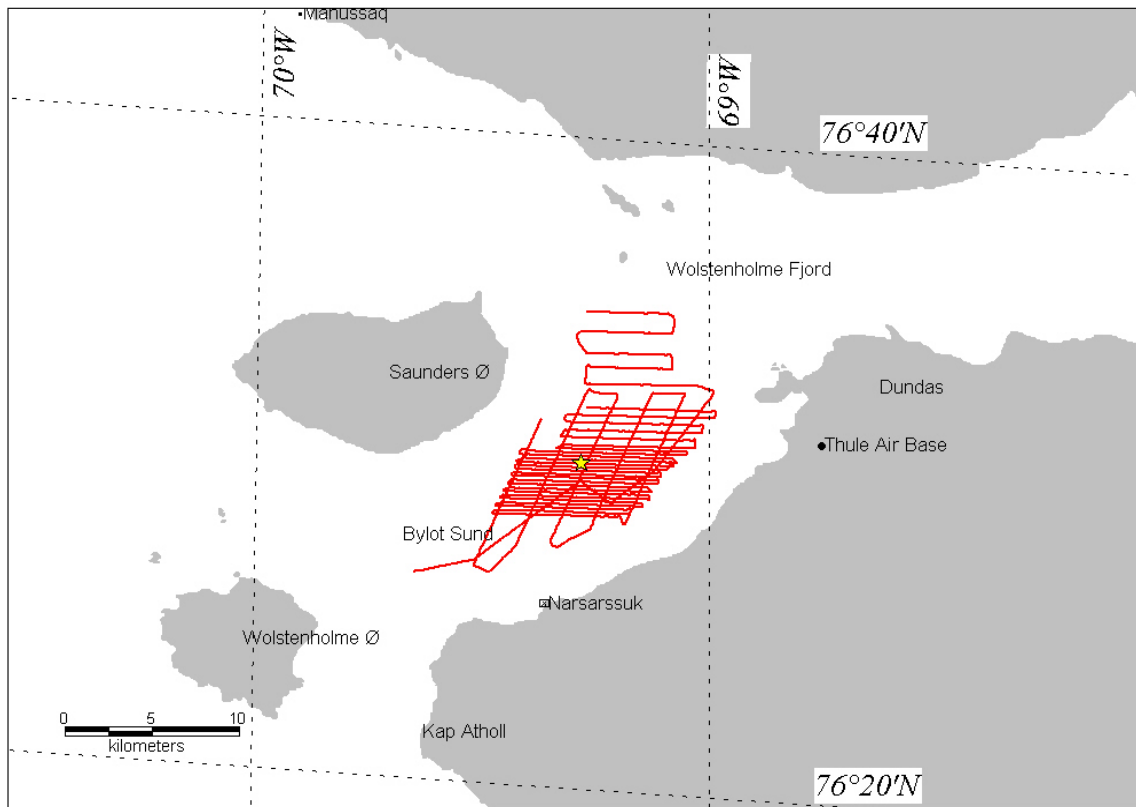 Manussaq
70°W
69°W
76°40'N
Wolstenholme Fjord
Saunders Ø
Dundas
Thule Air Base
Bylot Sund
Narsarssuk
Wolstenholme Ø
0 5 10
kilometers
Kap Atholl
76°20'N